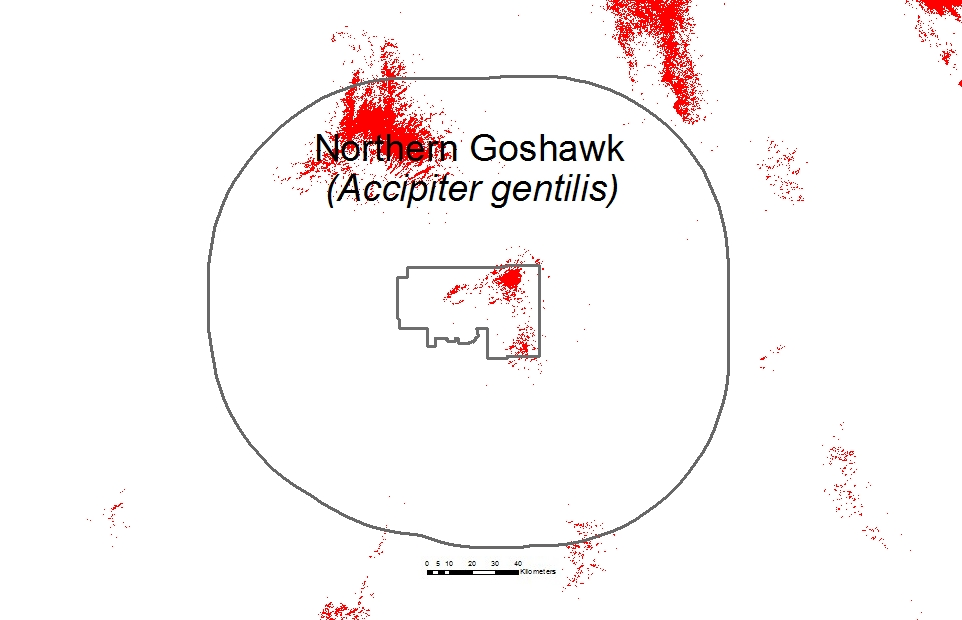 Northern Goshawk
(Accipiter gentilis)
0 5 10 20 30 40
Kilometers